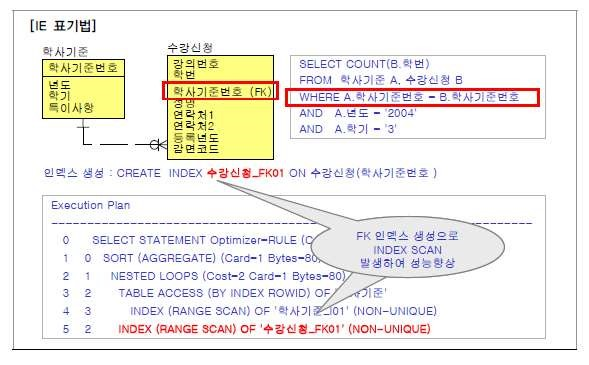 [IE 표기법]
학사기준
학사기준번호
년도
학기
특이사항
수강신청
강의번호
학번
학사기준번호 (FK)
성명
연락처1
연락처2
등록년도
감면코드
SELECT COUNT(B.학번)
FROM 학사기준 A, 수강신청 B
WHERE A.학사기준번호 = B.학사기준번호
AND A.년도 = '2004'
AND A.학기 = '3'
인덱스 생성 : CREATE INDEX 수강신청_FK01 ON 수강신청(학사기준번호 )
Execution Plan
--------------------------------------------------
0 SELECT STATEMENT Optimizer=RULE (C
1 0 SORT (AGGREGATE) (Card=1 Bytes=80)
2 1 NESTED LOOPS (Cost=2 Card=1 Bytes=80)
3 2 TABLE ACCESS (BY INDEX ROWID) OF 기준'
4 3 INDEX (RANGE SCAN) OF '학사기준_I01' (NON-UNIQUE)
5 2 INDEX (RANGE SCAN) OF '수강신청_FK01' (NON-UNIQUE)
FK 인덱스 생성으로
INDEX SCAN
발생하여 성능향상